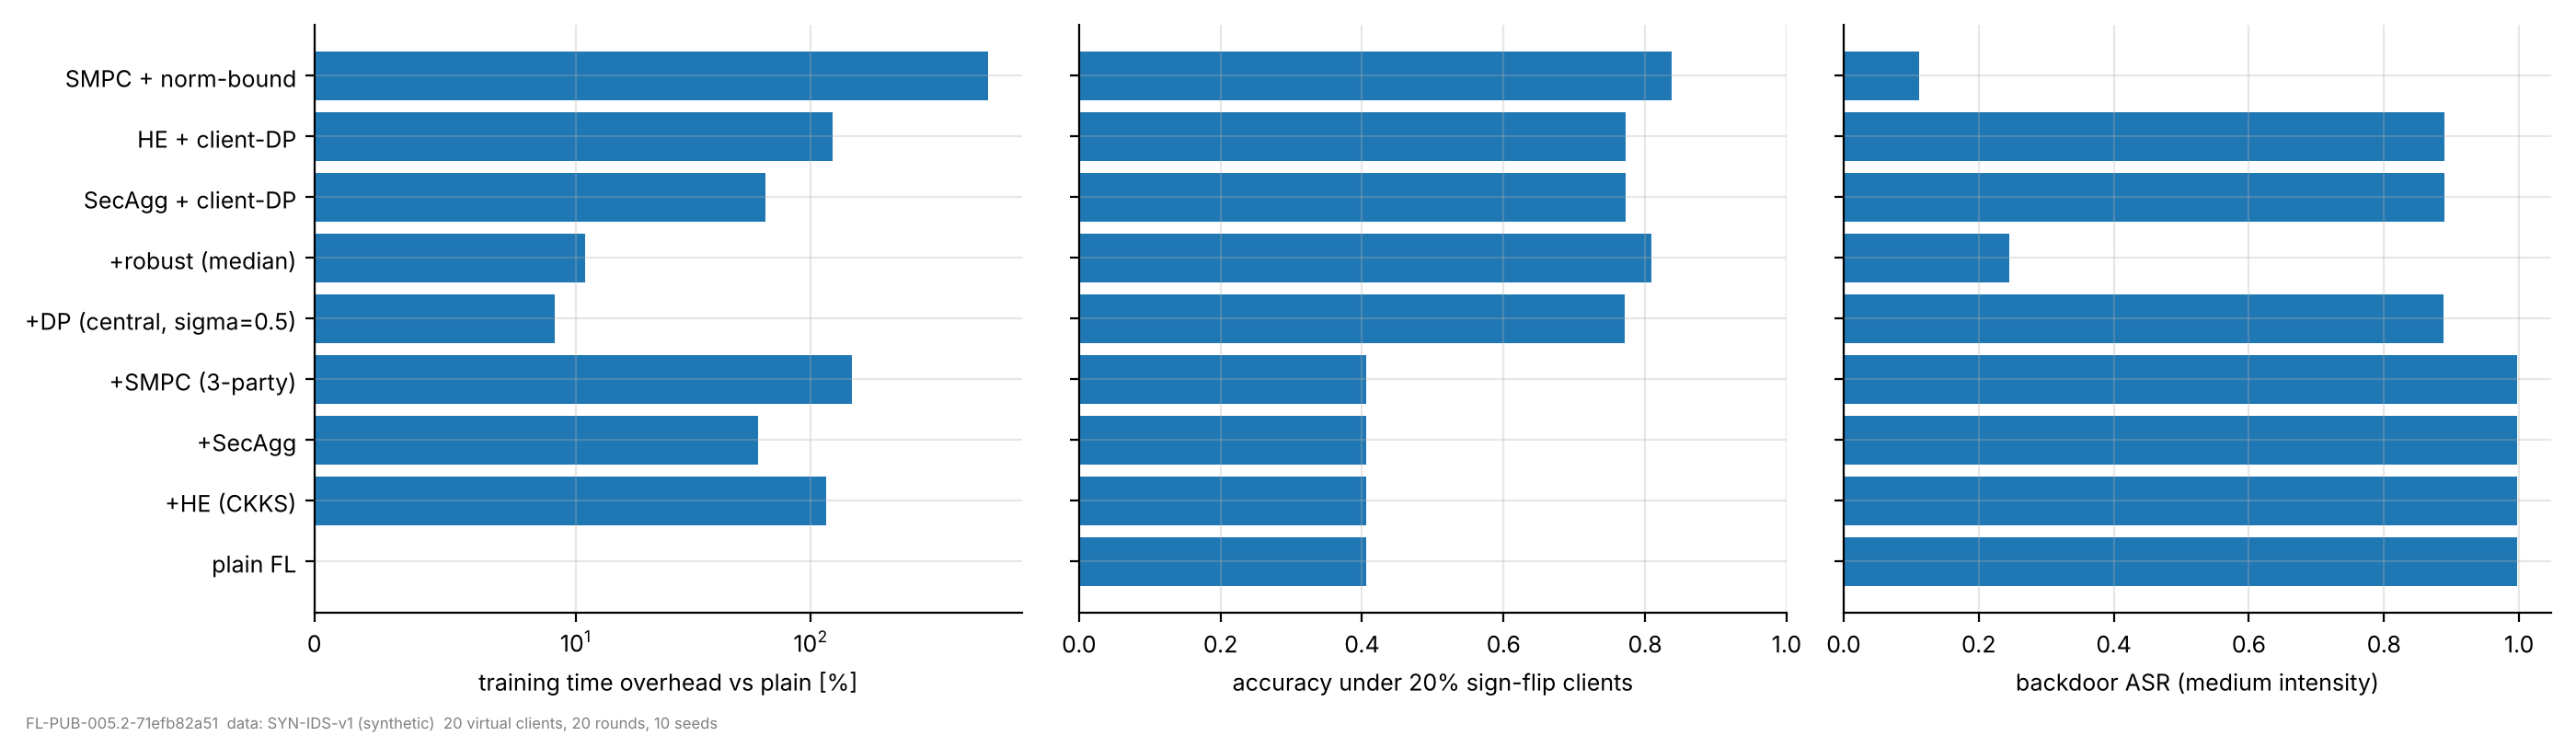 SMPC + norm-bound
HE + client-DP
SecAgg + client-DP
+robust (median)
+DP (central, sigma=0.5)
+SMPC (3-party)
+SecAgg
+HE (CKKS)
plain FL
0 10¹ 10²
training time overhead vs plain [%]
0.0 0.2 0.4 0.6 0.8 1.0
accuracy under 20% sign-flip clients
0.0 0.2 0.4 0.6 0.8 1.0
backdoor ASR (medium intensity)
FL-PUB-005.2-71efb82a51 data: SYN-IDS-v1 (synthetic) 20 virtual clients, 20 rounds, 10 seeds